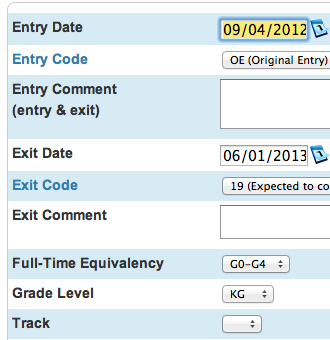 Entry Date 09/04/2012
Entry Code OE (Original Entry)
Entry Comment
(entry & exit)
Exit Date 06/01/2013
Exit Code 19 (Expected to co
Exit Comment
Full-Time Equivalency G0-G4
Grade Level KG
Track